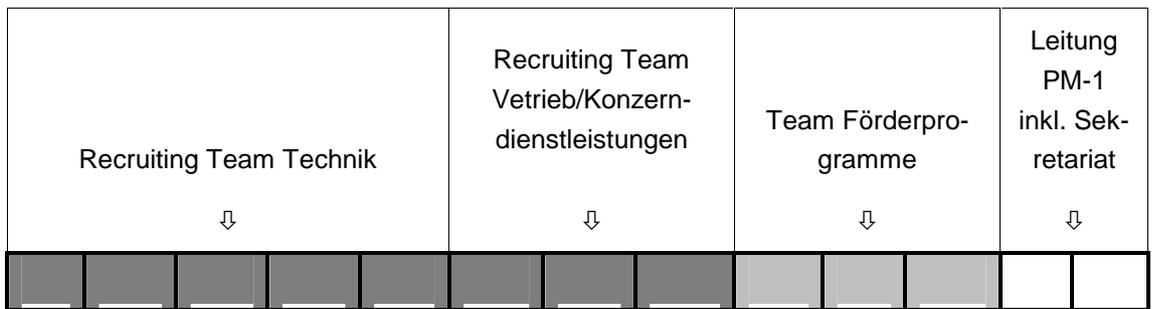 Recruiting Team Technik
⇩
Recruiting Team
Vetrieb/Konzern-
dienstleistungen
⇩
Team Förderpro-
gramme
⇩
Leitung
PM-1
inkl. Sek-
retariat
⇩